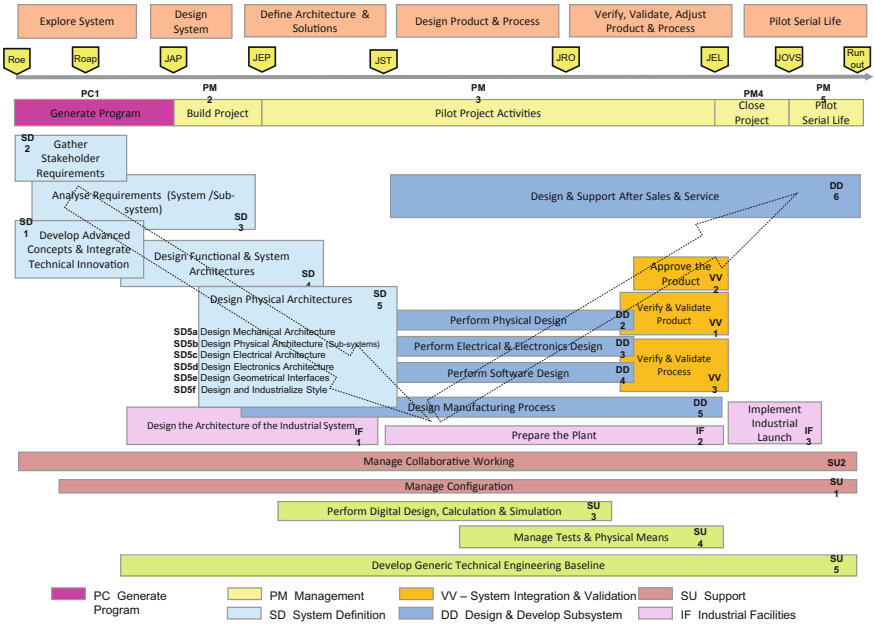 Explore System
Design
System
Define Architecture &
Solutions
Design Product & Process
Verify, Validate, Adjust
Product & Process
Pilot Serial Life
Roe
Roap
JAP
JEP
JST
JRO
JEL
JOVS
Run
out
PC1
Generate Program
PM
2
Build Project
PM
3
Pilot Project Activities
PM4
Close
Project
PM
5
Pilot
Serial Life
SD
2
Gather
Stakeholder
Requirements
Analyse Requirements (System /Sub-
system)
SD
3
SD
1
Develop Advanced
Concepts & Integrate
Technical Innovation
Design Functional & System
Architectures
SD
4
Design Physical Architectures
SD
5
SD5a Design Mechanical Architecture
SD5b Design Physical Architecture (Sub-systems)
SD5c Design Electrical Architecture
SD5d Design Electronics Architecture
SD5e Design Geometrical Interfaces
SD5f Design and Industrialize Style
Design & Support After Sales & Service
DD
6
Approve the
Product
VV
2
Perform Physical Design
DD
2
Verify & Validate
Product
VV
1
Perform Electrical & Electronics Design
DD
3
Perform Software Design
DD
4
Verify & Validate
Process
VV
3
Design Manufacturing Process
DD
5
Design the Architecture of the Industrial System
IF
1
Prepare the Plant
IF
2
Implement
Industrial
Launch
IF
3
Manage Collaborative Working
SU2
Manage Configuration
SU
1
Perform Digital Design, Calculation & Simulation
SU
3
Manage Tests & Physical Means
SU
4
Develop Generic Technical Engineering Baseline
SU
5
PC Generate
Program
PM Management
VV – System Integration & Validation
SU Support
SD System Definition
DD Design & Develop Subsystem
IF Industrial Facilities